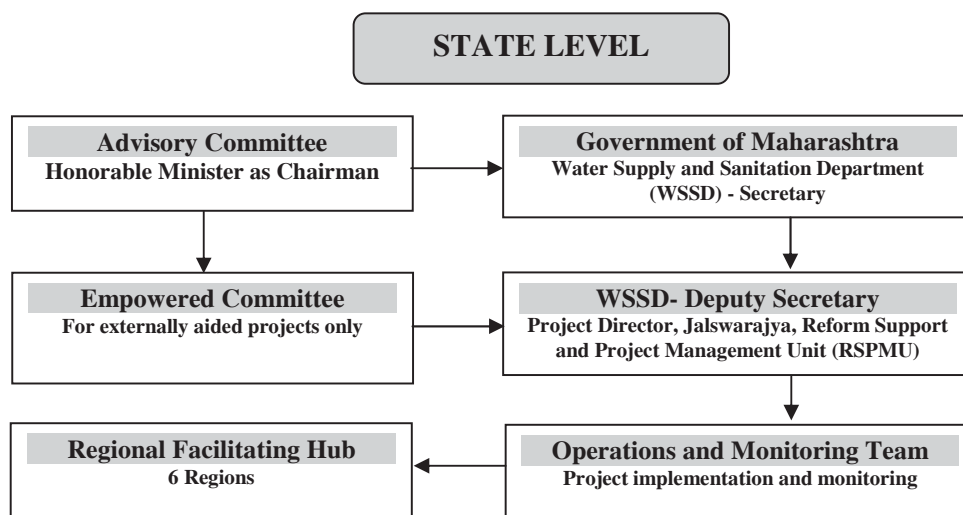 STATE LEVEL
Advisory Committee
Honorable Minister as Chairman
Government of Maharashtra
Water Supply and Sanitation Department
(WSSD) - Secretary
Empowered Committee
For externally aided projects only
WSSD- Deputy Secretary
Project Director, Jalswarajya, Reform Support
and Project Management Unit (RSPMU)
Regional Facilitating Hub
6 Regions
Operations and Monitoring Team
Project implementation and monitoring